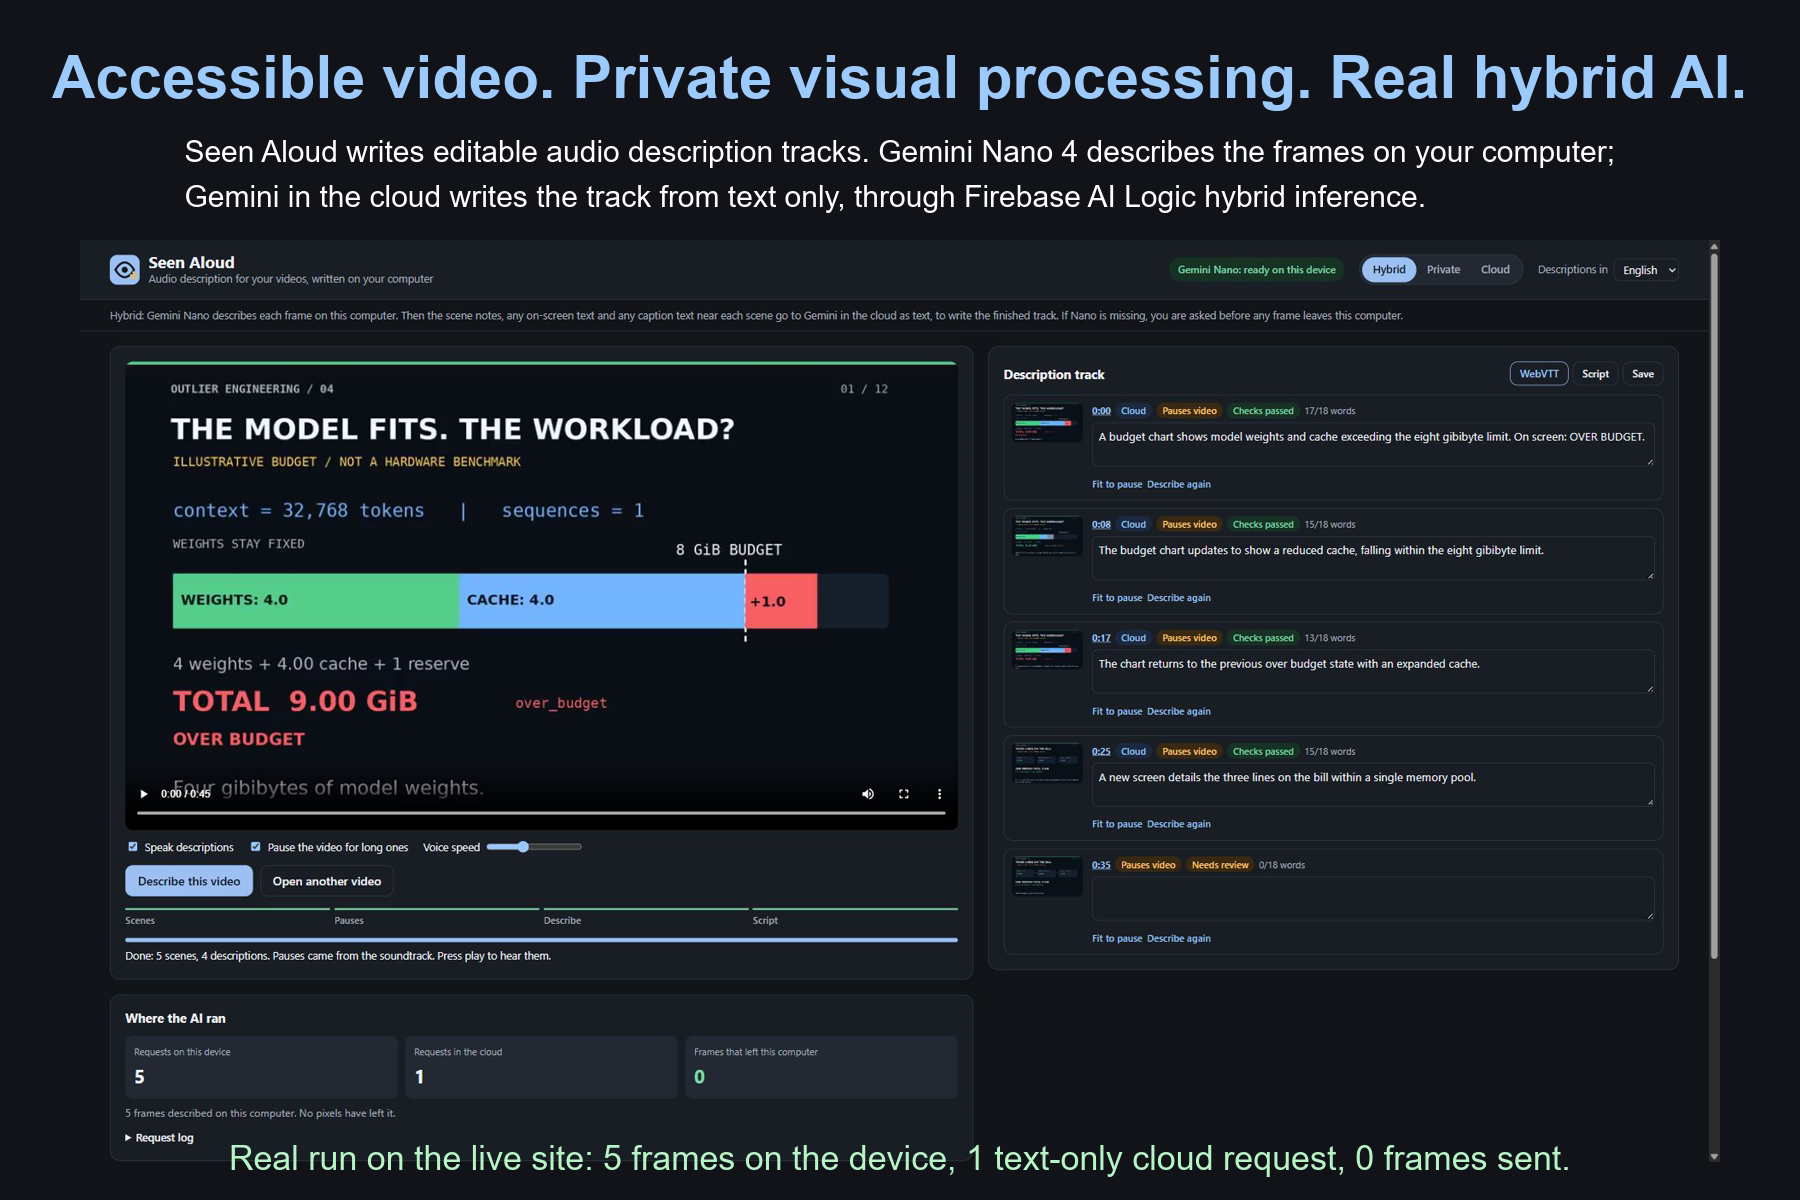 Accessible video. Private visual processing. Real hybrid AI.
Seen Aloud writes editable audio description tracks. Gemini Nano 4 describes the frames on your computer;
Gemini in the cloud writes the track from text only, through Firebase AI Logic hybrid inference.
Seen Aloud
Audio description for your videos, written on your computer
Gemini Nano: ready on this device
Hybrid Private Cloud
Descriptions in English
Hybrid: Gemini Nano describes each frame on this computer. Then the scene notes, any on-screen text and any caption text near each scene go to Gemini in the cloud as text, to write the finished track. If Nano is missing, you are asked before any frame leaves this computer.
OUTLIER ENGINEERING / 04
01 / 12
THE MODEL FITS. THE WORKLOAD?
ILLUSTRATIVE BUDGET / NOT A HARDWARE BENCHMARK
context = 32,768 tokens | sequences = 1
WEIGHTS STAY FIXED
8 GiB BUDGET
WEIGHTS: 4.0 CACHE: 4.0 +1.0
4 weights + 4.00 cache + 1 reserve
TOTAL 9.00 GiB over_budget
OVER BUDGET
Four gibibytes of model weights.
0:00 / 0:45
Speak descriptions Pause the video for long ones Voice speed
Describe this video Open another video
Scenes Pauses Describe Script
Done: 5 scenes, 4 descriptions. Pauses came from the soundtrack. Press play to hear them.
Where the AI ran
Requests on this device
5
Requests in the cloud
1
Frames that left this computer
0
5 frames described on this computer. No pixels have left it.
Request log
Description track
WebVTT Script Save
0:00 Cloud Pauses video Checks passed 17/18 words
A budget chart shows model weights and cache exceeding the eight gibibyte limit. On screen: OVER BUDGET.
Fit to pause Describe again
0:08 Cloud Pauses video Checks passed 15/18 words
The budget chart updates to show a reduced cache, falling within the eight gibibyte limit.
Fit to pause Describe again
0:17 Cloud Pauses video Checks passed 13/18 words
The chart returns to the previous over budget state with an expanded cache.
Fit to pause Describe again
0:25 Cloud Pauses video Checks passed 15/18 words
A new screen details the three lines on the bill within a single memory pool.
Fit to pause Describe again
0:35 Pauses video Needs review 0/18 words
Fit to pause Describe again
Real run on the live site: 5 frames on the device, 1 text-only cloud request, 0 frames sent.